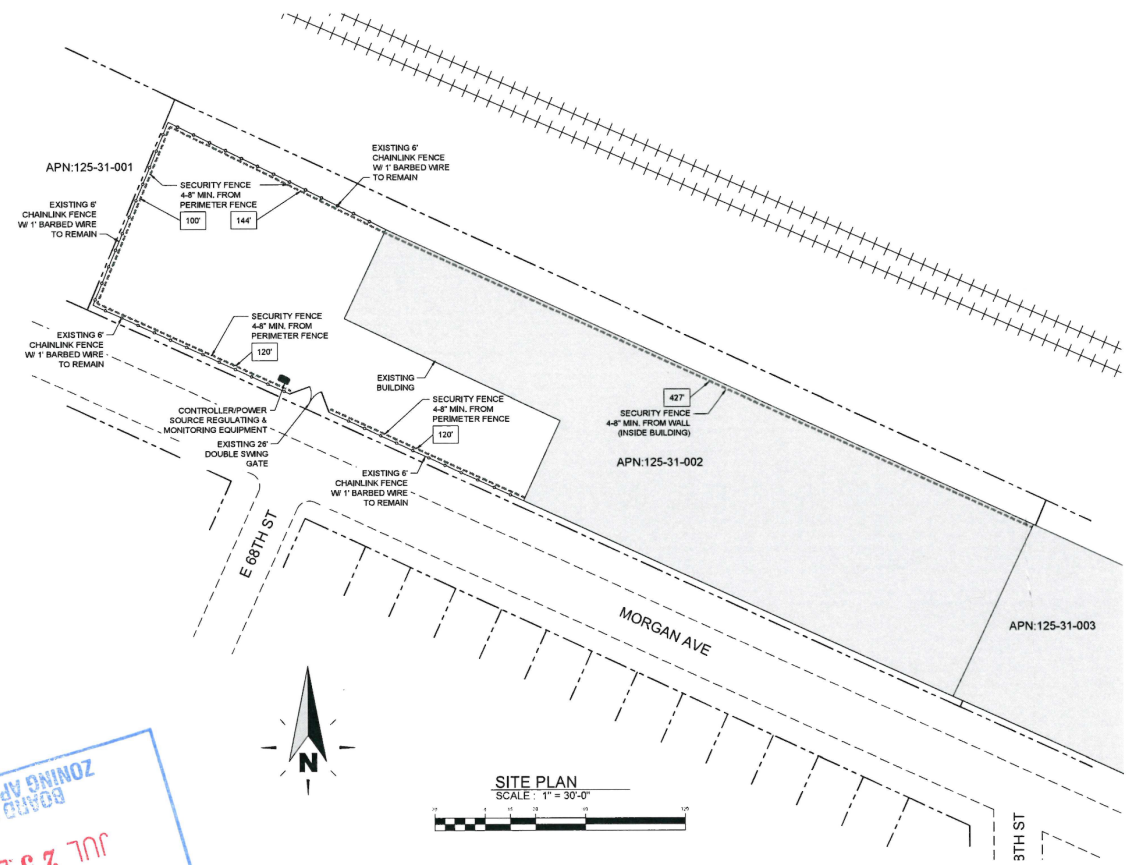 EXISTING 6'
CHAINLINK FENCE
W/ 1' BARBED WIRE
TO REMAIN
APN:125-31-001
SECURITY FENCE
4-8" MIN. FROM
PERIMETER FENCE
100'
144'
EXISTING 6'
CHAINLINK FENCE
W/ 1' BARBED WIRE
TO REMAIN
SECURITY FENCE
4-8" MIN. FROM
PERIMETER FENCE
120'
EXISTING 6'
CHAINLINK FENCE
W/ 1' BARBED WIRE
TO REMAIN
EXISTING
BUILDING
CONTROLLER/POWER
SOURCE REGULATING &
MONITORING EQUIPMENT
SECURITY FENCE
4-8" MIN. FROM
PERIMETER FENCE
120'
427'
SECURITY FENCE
4-8" MIN. FROM WALL
(INSIDE BUILDING)
EXISTING 26'
DOUBLE SWING
GATE
APN:125-31-002
EXISTING 6'
CHAINLINK FENCE
W/ 1' BARBED WIRE
TO REMAIN
E 68TH ST
MORGAN AVE
APN:125-31-003
N
SITE PLAN
SCALE : 1" = 30'-0"
120
8TH ST
BOARD
ZONING AP
JUL 2 3